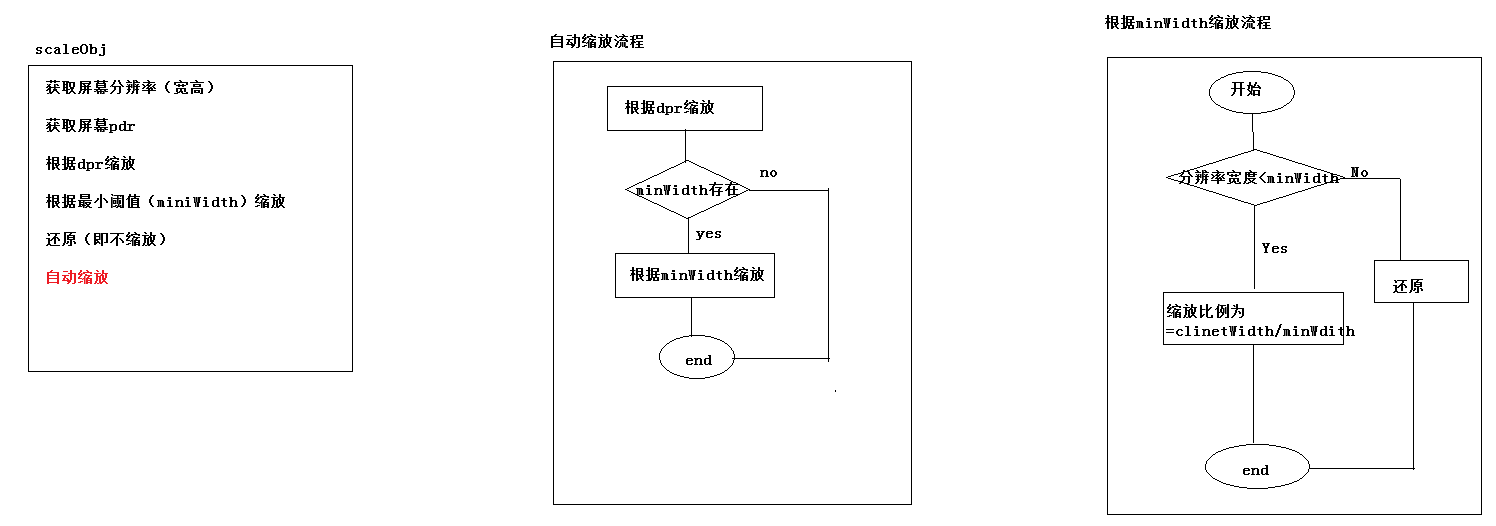 scaleObj
获取屏幕分辨率（宽高）
获取屏幕pdr
根据dpr缩放
根据最小阈值（miniWidth）缩放
还原（即不缩放）
自动缩放
自动缩放流程
根据dpr缩放
minWidth存在
no
yes
根据minWidth缩放
end
根据minWidth缩放流程
开始
分辨率宽度<minWidth
No
Yes
还原
缩放比例为
=clinetWidth/minWdith
end